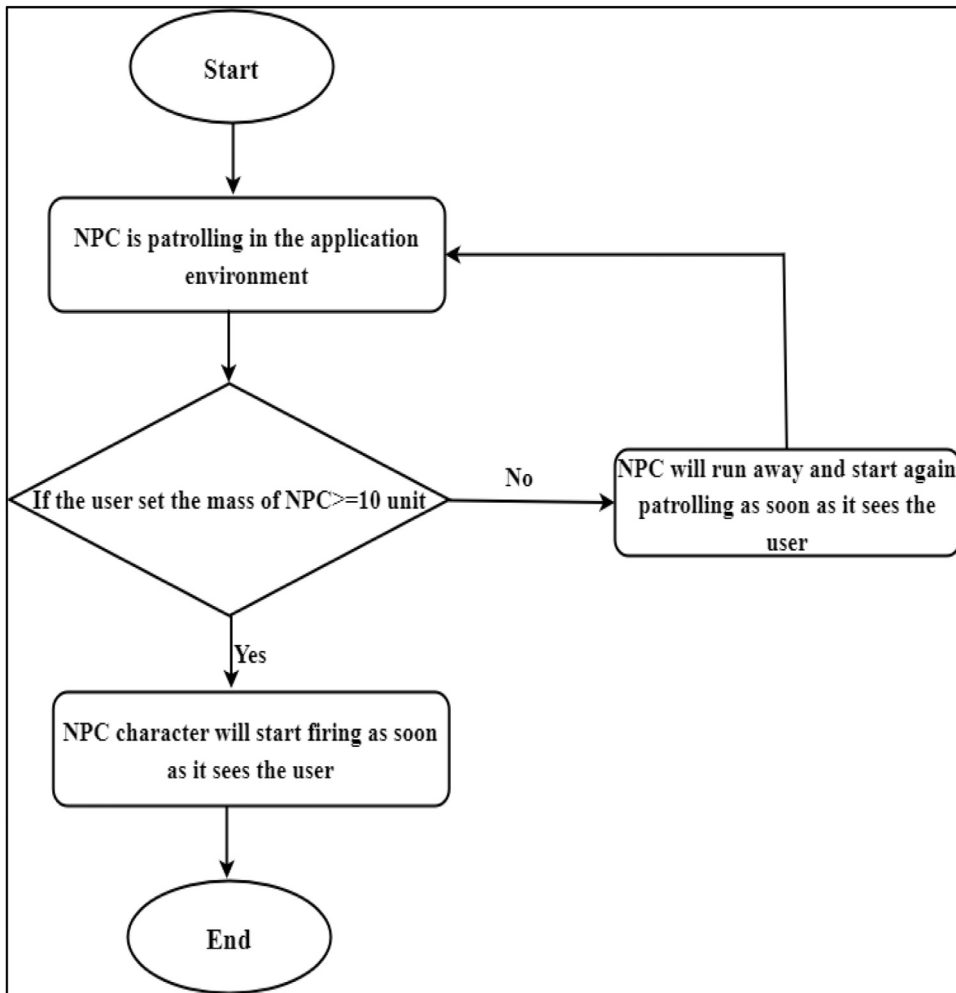 Start
NPC is patrolling in the application
environment
If the user set the mass of NPC>=10 unit
No
NPC will run away and start again
patrolling as soon as it sees the
user
Yes
NPC character will start firing as soon
as it sees the user
End